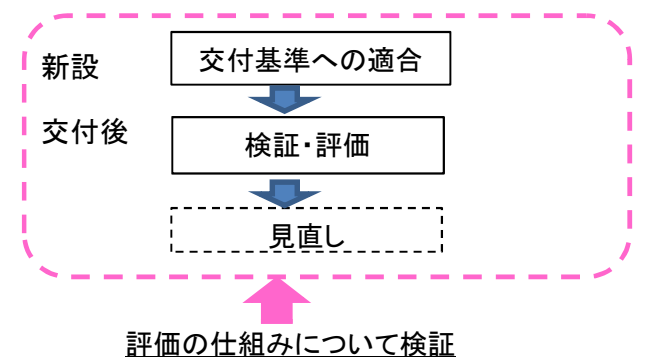 新設
交付基準への適合
交付後
検証・評価
見直し
評価の仕組みについて検証